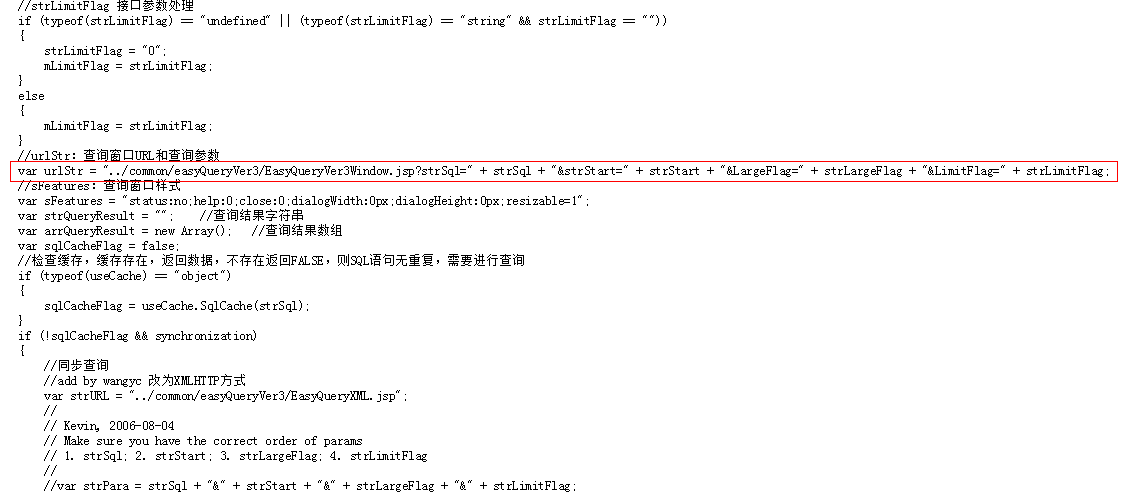 //strLimitFlag 接口参数处理
if (typeof(strLimitFlag) == "undefined" || (typeof(strLimitFlag) == "string" && strLimitFlag == ""))
{
strLimitFlag = "0";
mLimitFlag = strLimitFlag;
}
else
{
mLimitFlag = strLimitFlag;
}
//urlStr：查询窗口URL和查询参数
var urlStr = "../common/easyQueryVer3/EasyQueryVer3Window.jsp?strSql=" + strSql + "&strStart=" + strStart + "&LargeFlag=" + strLargeFlag + "&LimitFlag=" + strLimitFlag;
//sFeatures：查询窗口样式
var sFeatures = "status:no;help:0;close:0;dialogWidth:0px;dialogHeight:0px;resizable=1";
var strQueryResult = ""; //查询结果字符串
var arrQueryResult = new Array(); //查询结果数组
var sqlCacheFlag = false;
//检查缓存，缓存存在，返回数据，不存在返回FALSE，则SQL语句无重复，需要进行查询
if (typeof(useCache) == "object")
{
sqlCacheFlag = useCache.SqlCache(strSql);
}
if (!sqlCacheFlag && synchronization)
{
//同步查询
//add by wangyc 改为XMLHTTP方式
var strURL = "../common/easyQueryVer3/EasyQueryXML.jsp";
//
// Kevin, 2006-08-04
// Make sure you have the correct order of params
// 1. strSql; 2. strStart; 3. strLargeFlag; 4. strLimitFlag
//
//var strPara = strSql + "&" + strStart + "&" + strLargeFlag + "&" + strLimitFlag;